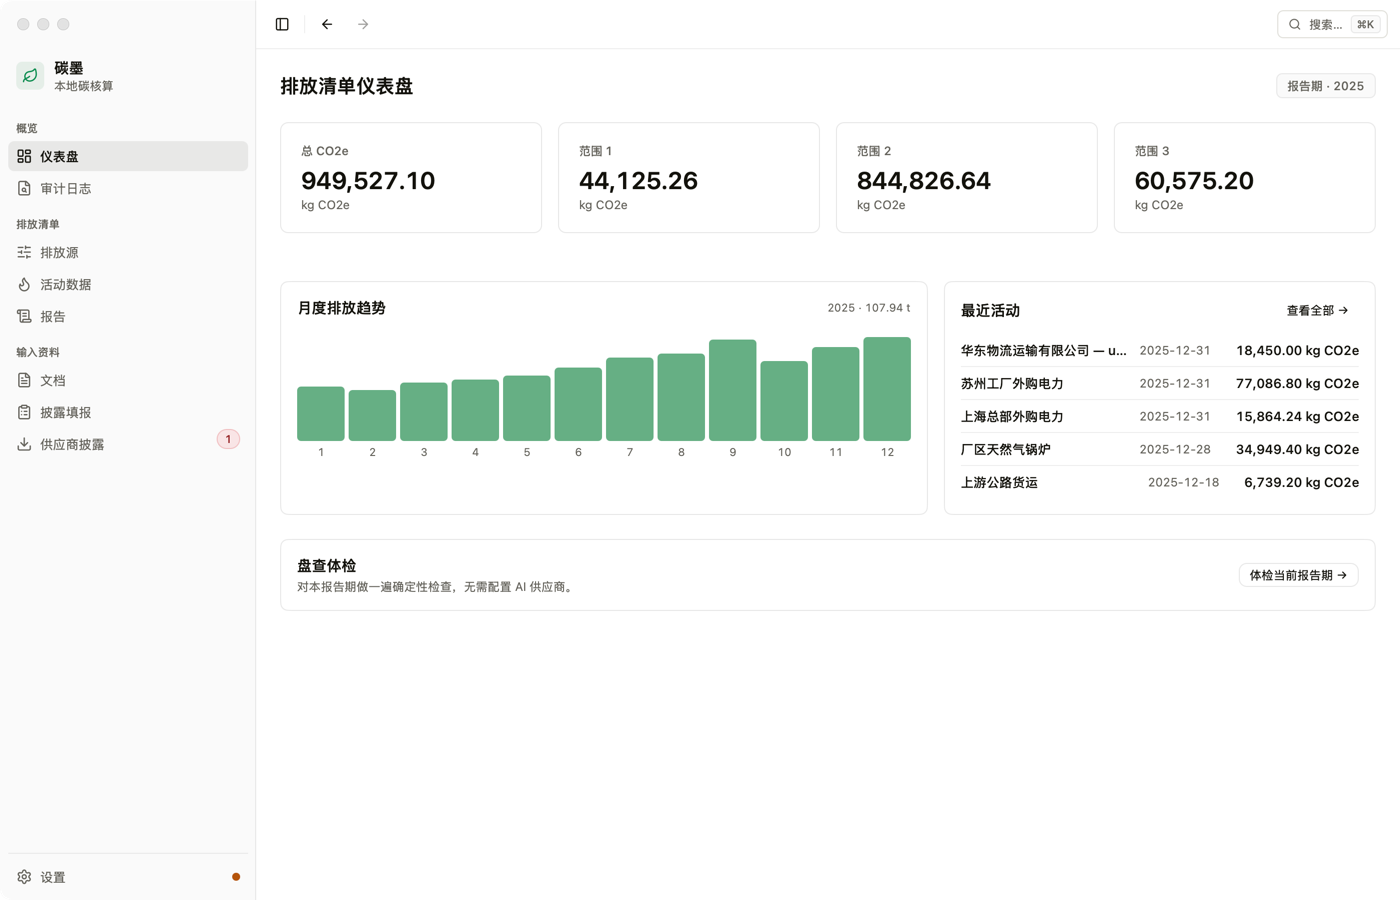 碳墨
本地碳核算
概览
仪表盘
审计日志
排放清单
排放源
活动数据
报告
输入资料
文档
披露填报
供应商披露
1
设置
搜索...
⌘K
排放清单仪表盘
报告期 · 2025
总 CO2e
949,527.10
kg CO2e
范围 1
44,125.26
kg CO2e
范围 2
844,826.64
kg CO2e
范围 3
60,575.20
kg CO2e
月度排放趋势
2025 · 107.94 t
1 2 3 4 5 6 7 8 9 10 11 12
最近活动
查看全部 →
华东物流运输有限公司 — u... 2025-12-31 18,450.00 kg CO2e
苏州工厂外购电力 2025-12-31 77,086.80 kg CO2e
上海总部外购电力 2025-12-31 15,864.24 kg CO2e
厂区天然气锅炉 2025-12-28 34,949.40 kg CO2e
上游公路货运 2025-12-18 6,739.20 kg CO2e
盘查体检
对本报告期做一遍确定性检查，无需配置 AI 供应商。
体检当前报告期 →